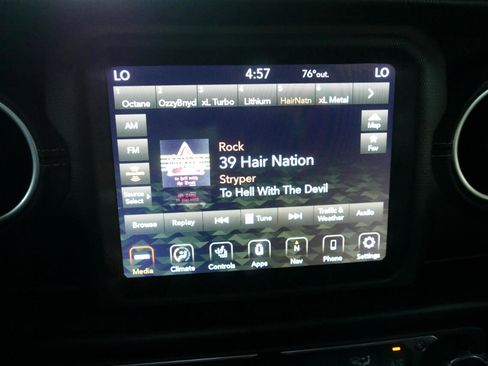 LO 4:57 76°out. LO
1 2 3 4 5 6
Octane OzzyBnyd xL Turbo Lithium HairNatn xL Metal
AM
Map
Rock
39 Hair Nation
FM
Fav
Stryper
To Hell With The Devil
Source
Select
Browse Replay Tune Traffic &
Weather Audio
Media Climate Controls Apps Nav Phone Settings
N